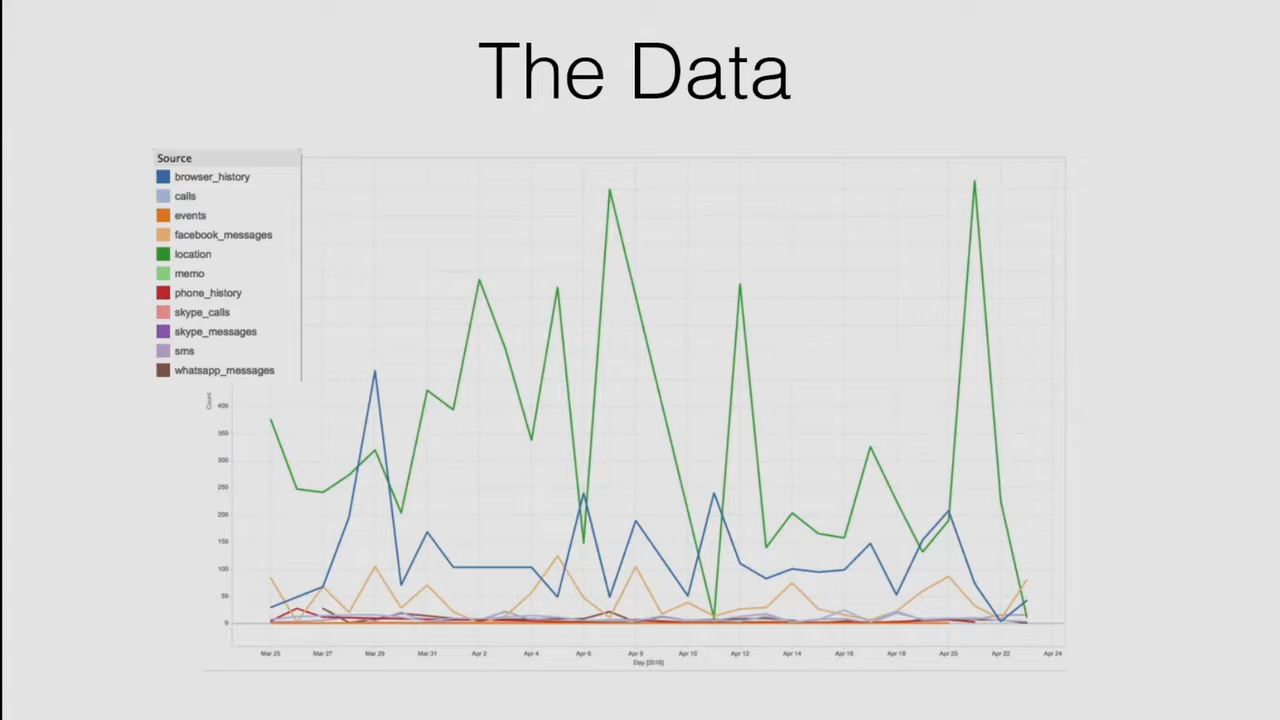 The Data
Source
browser_history
calls
events
facebook_messages
location
memo
phone_history
skype_calls
skype_messages
sms
whatsapp_messages
Count
400
350
300
250
200
150
100
50
0
Mar 25 Mar 27 Mar 29 Mar 31 Apr 2 Apr 4 Apr 6 Apr 8 Apr 10 Apr 12 Apr 14 Apr 16 Apr 18 Apr 20 Apr 22 Apr 24
Day [2016]